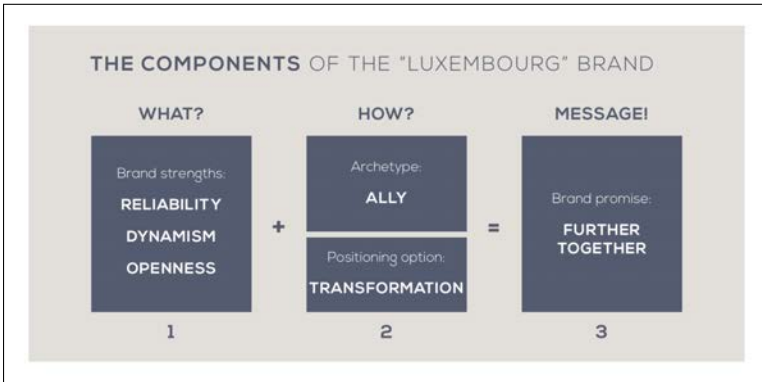 THE COMPONENTS OF THE "LUXEMBOURG" BRAND
WHAT?
Brand strengths:
RELIABILITY
DYNAMISM
OPENNESS
1
+
HOW?
Archetype:
ALLY
Positioning option:
TRANSFORMATION
2
=
MESSAGE!
Brand promise:
FURTHER
TOGETHER
3